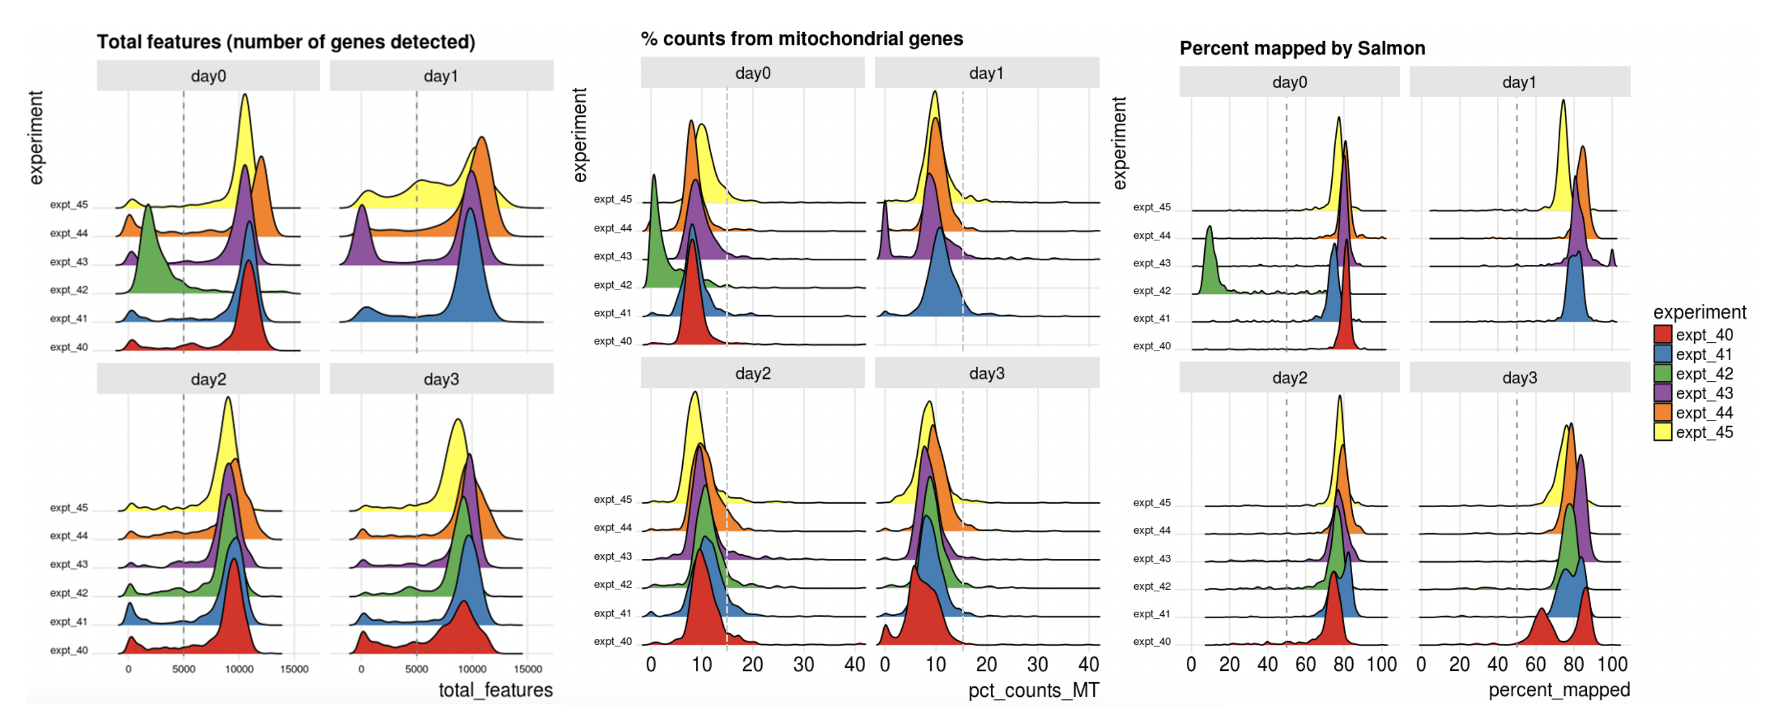 Total features (number of genes detected)
experiment
day0
day1
expt_45
expt_44
expt_43
expt_42
expt_41
expt_40
day2
day3
expt_45
expt_44
expt_43
expt_42
expt_41
expt_40
0 5000 10000 15000
0 5000 10000 15000
total_features
% counts from mitochondrial genes
experiment
day0
day1
expt_45
expt_44
expt_43
expt_42
expt_41
expt_40
day2
day3
expt_45
expt_44
expt_43
expt_42
expt_41
expt_40
0 10 20 30 40
0 10 20 30 40
pct_counts_MT
Percent mapped by Salmon
experiment
day0
day1
expt_45
expt_44
expt_43
expt_42
expt_41
expt_40
day2
day3
expt_45
expt_44
expt_43
expt_42
expt_41
expt_40
0 20 40 60 80 100
0 20 40 60 80 100
percent_mapped
experiment
expt_40
expt_41
expt_42
expt_43
expt_44
expt_45